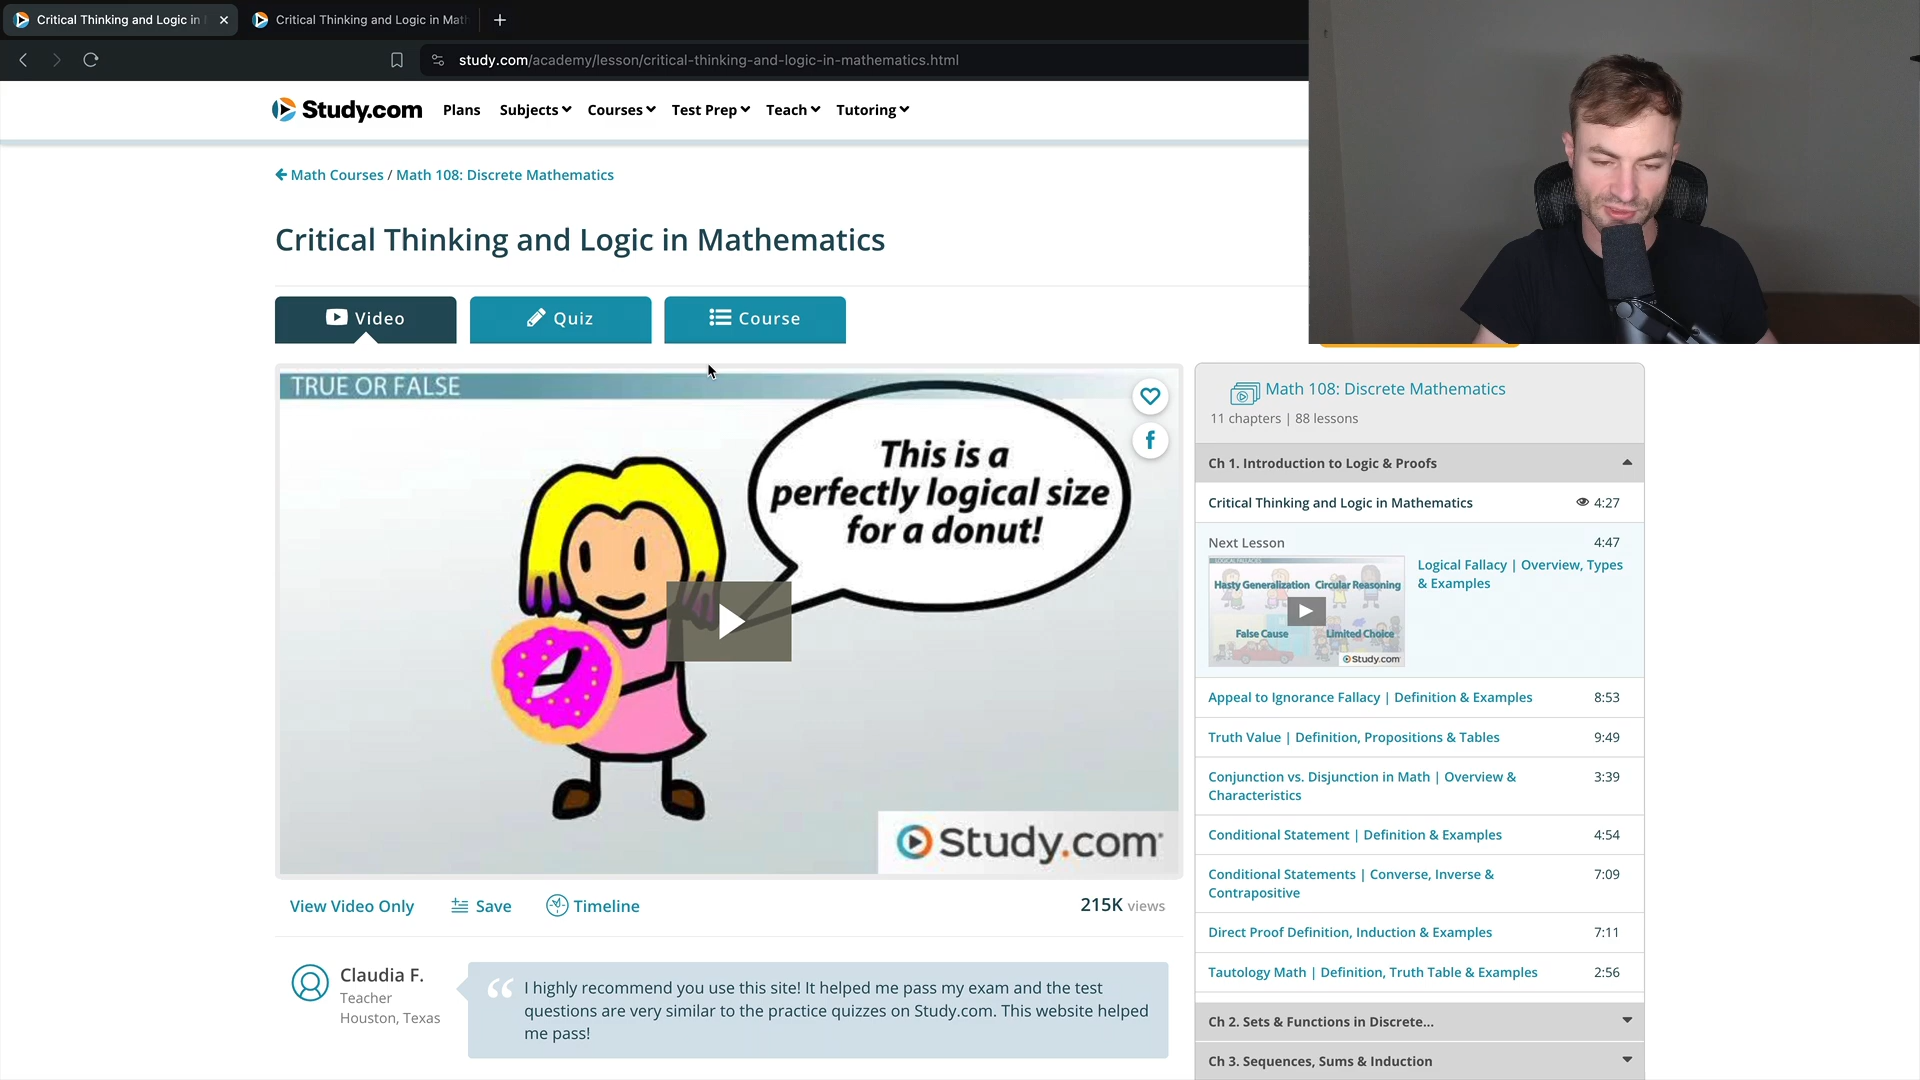 Critical Thinking and Logic in
Critical Thinking and Logic in Mat
study.com/academy/lesson/critical-thinking-and-logic-in-mathematics.html
Study.com
Plans
Subjects
Courses
Test Prep
Teach
Tutoring
Math Courses / Math 108: Discrete Mathematics
Critical Thinking and Logic in Mathematics
Video
Quiz
Course
TRUE OR FALSE
This is a
perfectly logical size
for a donut!
Study.com
View Video Only
Save
Timeline
215K views
Claudia F.
Teacher
Houston, Texas
“ I highly recommend you use this site! It helped me pass my exam and the test
questions are very similar to the practice quizzes on Study.com. This website helped
me pass!
Math 108: Discrete Mathematics
11 chapters | 88 lessons
Ch 1. Introduction to Logic & Proofs
Critical Thinking and Logic in Mathematics 4:27
Next Lesson 4:47
LOGICAL FALLACIES
Hasty Generalization Circular Reasoning
False Cause Limited Choice
Study.com
Logical Fallacy | Overview, Types
& Examples
Appeal to Ignorance Fallacy | Definition & Examples 8:53
Truth Value | Definition, Propositions & Tables 9:49
Conjunction vs. Disjunction in Math | Overview & 3:39
Characteristics
Conditional Statement | Definition & Examples 4:54
Conditional Statements | Converse, Inverse & 7:09
Contrapositive
Direct Proof Definition, Induction & Examples 7:11
Tautology Math | Definition, Truth Table & Examples 2:56
Ch 2. Sets & Functions in Discrete...
Ch 3. Sequences, Sums & Induction